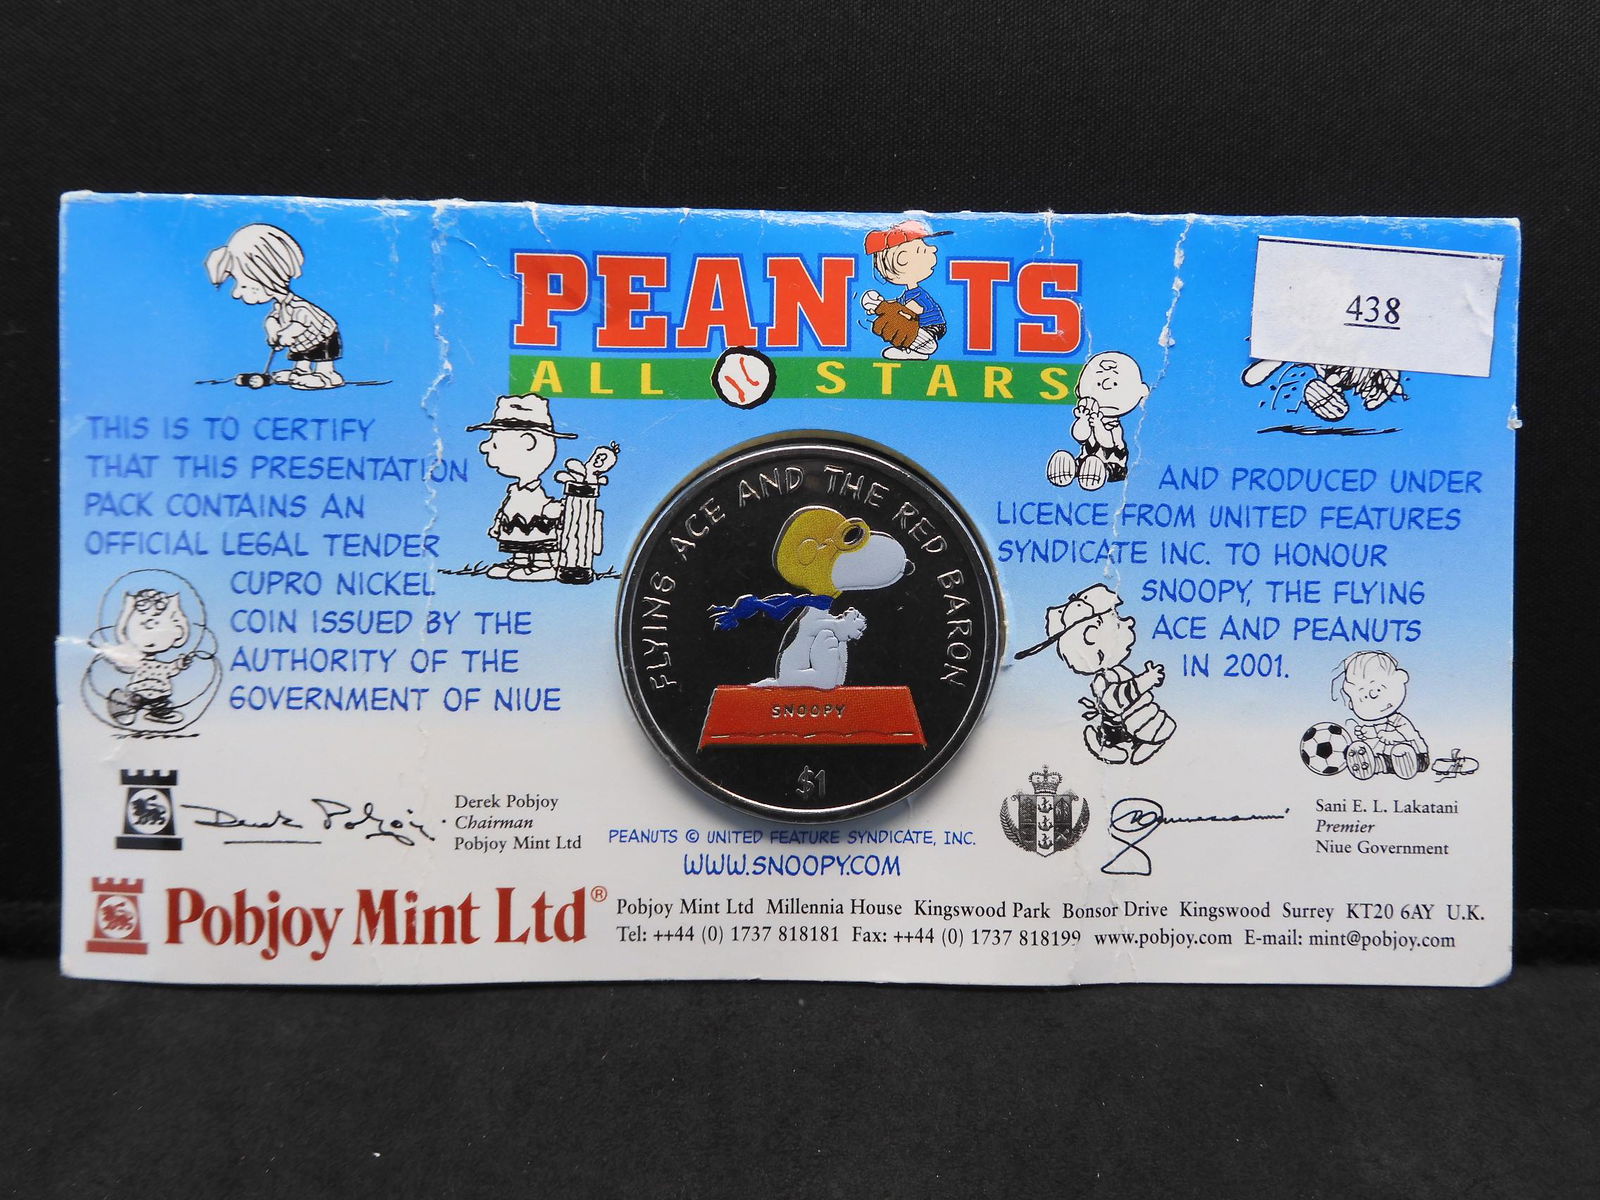 PEANUTS
ALL STARS
438
THIS IS TO CERTIFY
THAT THIS PRESENTATION
PACK CONTAINS AN
OFFICIAL LEGAL TENDER
CUPRO NICKEL
COIN ISSUED BY THE
AUTHORITY OF THE
GOVERNMENT OF NIUE
FLYING ACE AND THE RED BARON
SNOOPY
$1
AND PRODUCED UNDER
LICENCE FROM UNITED FEATURES
SYNDICATE INC. TO HONOUR
SNOOPY, THE FLYING
ACE AND PEANUTS
IN 2001.
Derek Pobjoy
Derek Pobjoy
Chairman
Pobjoy Mint Ltd
PEANUTS © UNITED FEATURE SYNDICATE, INC.
WWW.SNOOPY.COM
Sani E. L. Lakatani
Premier
Niue Government
Pobjoy Mint Ltd®
Pobjoy Mint Ltd Millennia House Kingswood Park Bonsor Drive Kingswood Surrey KT20 6AY U.K.
Tel: ++44 (0) 1737 818181 Fax: ++44 (0) 1737 818199 www.pobjoy.com E-mail: mint@pobjoy.com